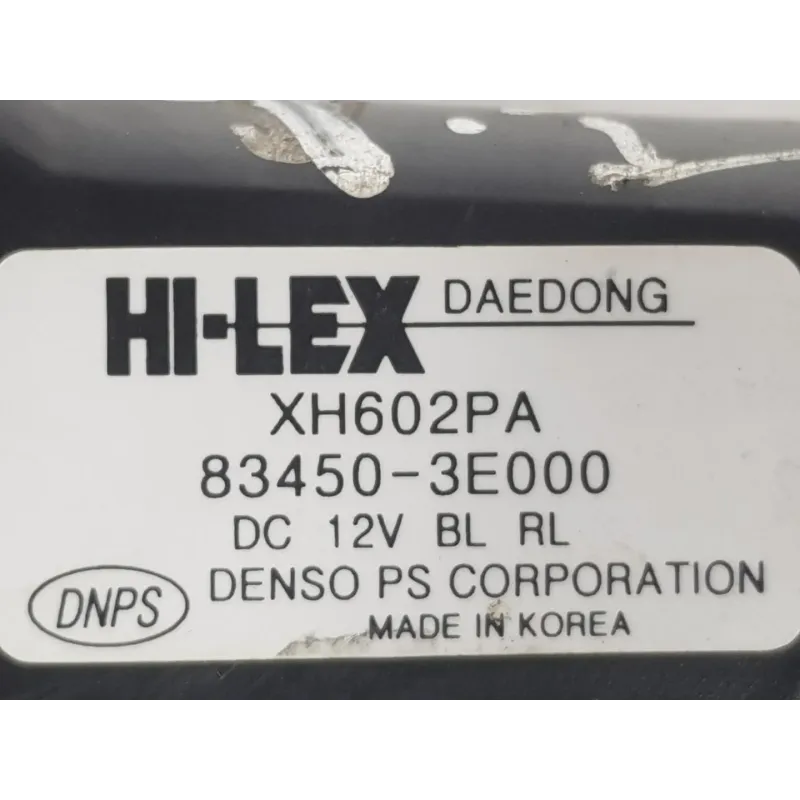 HI-LEX DAEDONG
XH602PA
83450-3E000
DC 12V BL RL
DNPS DENSO PS CORPORATION
MADE IN KOREA